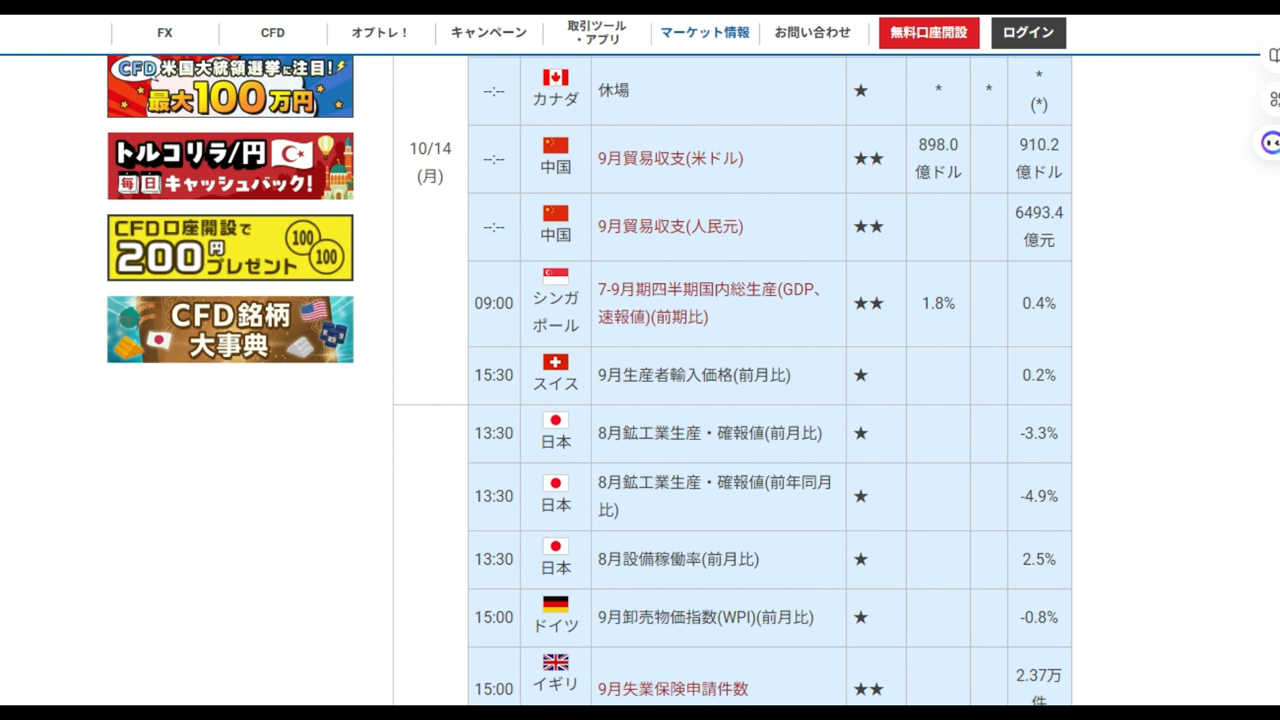 FX
CFD
オプトレ！
キャンペーン
取引ツール
・アプリ
マーケット情報
お問い合わせ
無料口座開設
ログイン
CFD米国大統領選挙に注目!
最大100万円
トルコリラ/円
毎日キャッシュバック!
CFD口座開設で
200円プレゼント
100
100
CFD銘柄
大事典
10/14
(月)
--:--
カナダ
休場
★
*
*
*
(*)
--:--
中国
9月貿易収支(米ドル)
★★
898.0
億ドル
910.2
億ドル
--:--
中国
9月貿易収支(人民元)
★★
6493.4
億元
09:00
シンガ
ポール
7-9月期四半期国内総生産(GDP、
速報値)(前期比)
★★
1.8%
0.4%
15:30
スイス
9月生産者輸入価格(前月比)
★
0.2%
13:30
日本
8月鉱工業生産・確報値(前月比)
★
-3.3%
13:30
日本
8月鉱工業生産・確報値(前年同月
比)
★
-4.9%
13:30
日本
8月設備稼働率(前月比)
★
2.5%
15:00
ドイツ
9月卸売物価指数(WPI)(前月比)
★
-0.8%
15:00
イギリ
9月失業保険申請件数
★★
2.37万
件